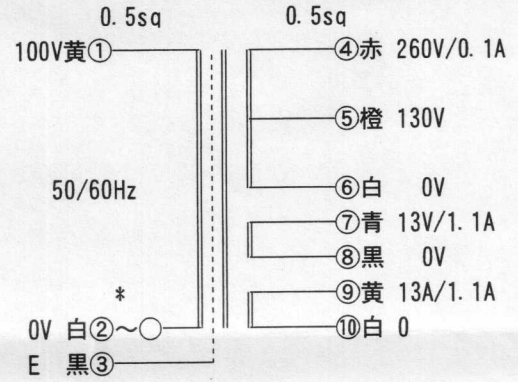 0.5sq 0.5sq
100V黄① ④赤 260V/0.1A
⑤橙 130V
50/60Hz ⑥白 0V
⑦青 13V/1.1A
⑧黒 0V
* ⑨黄 13A/1.1A
0V 白②～○ ⑩白 0
E 黒③